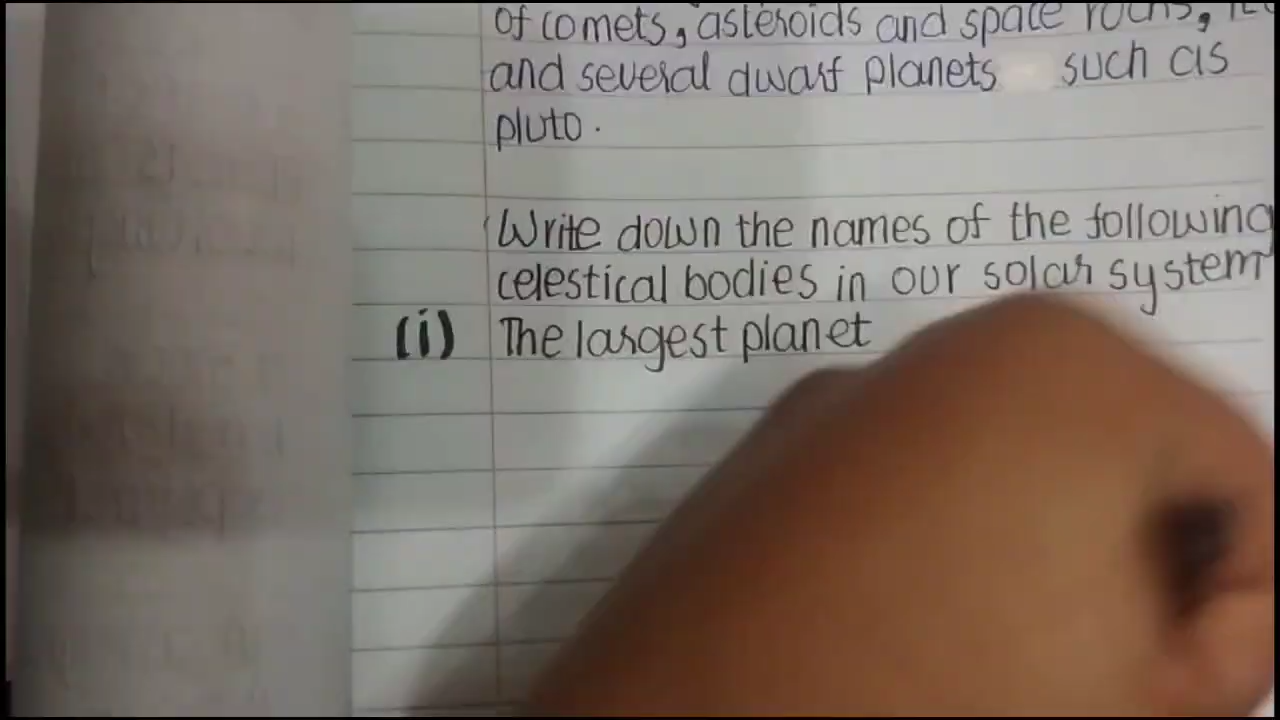 of comets, asteroids and space rocks,
and several dwarf planets such as
pluto.
Write down the names of the following
celestical bodies in our solar system
(i) The largest planet